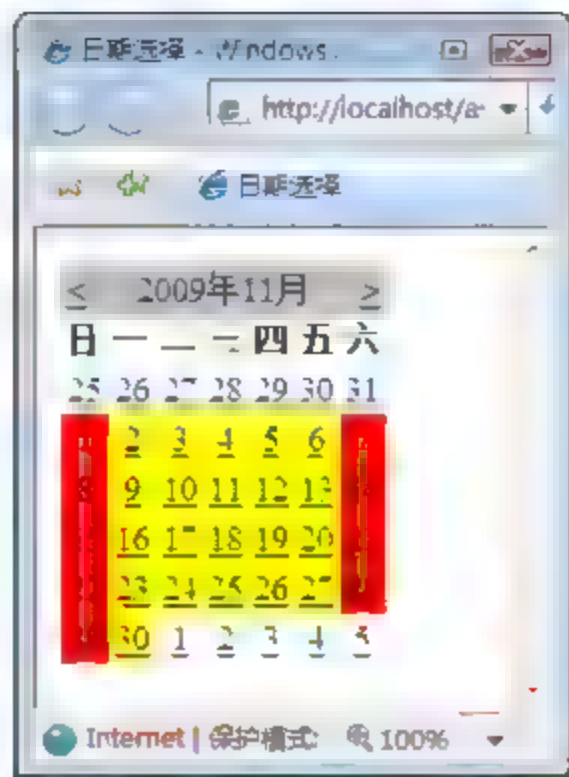 日期选择 - Windows
http://localhost/a
日期选择
< 2009年11月 >
日 一 二 三 四 五 六
25 26 27 28 29 30 31
2 3 4 5 6
8 9 10 11 12 13
16 17 18 19 20
23 24 25 26 27
30 1 2 3 4 5
Internet | 保护模式: 100%